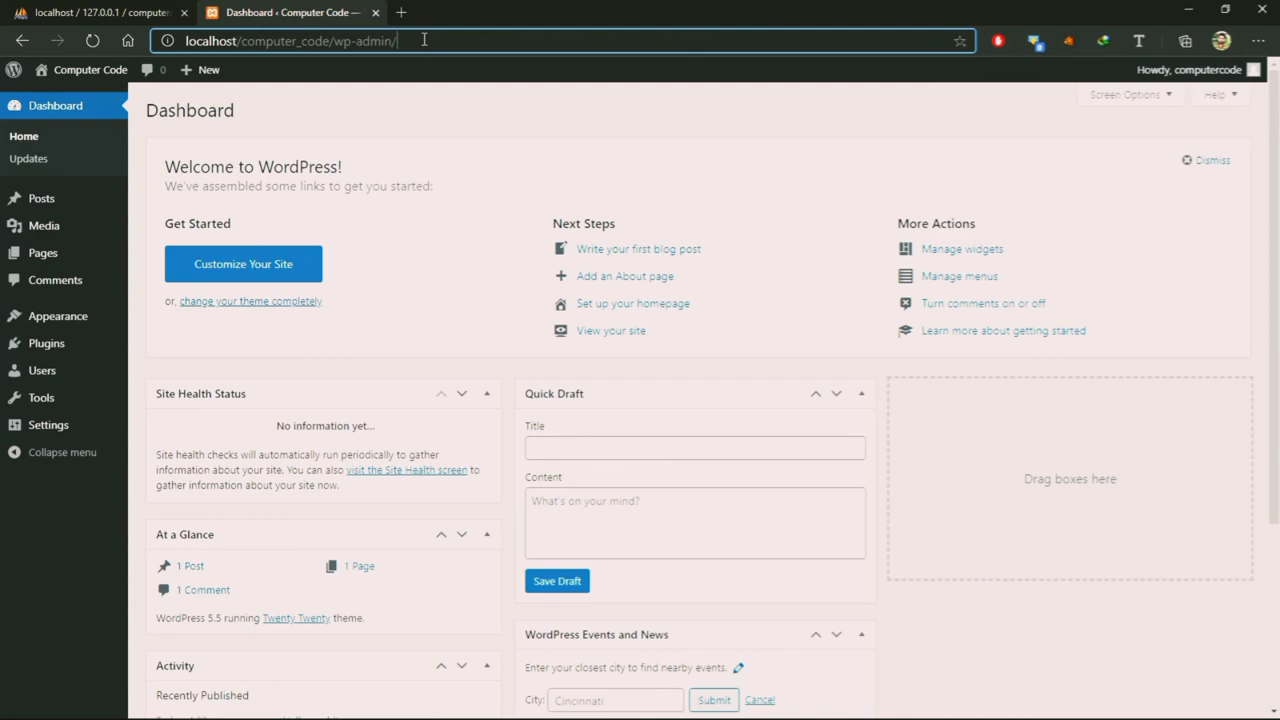 localhost / 127.0.0.1 / computer
Dashboard ‹ Computer Code —
localhost/computer_code/wp-admin/
Computer Code
0
New
Howdy, computercode
Dashboard
Home
Updates
Posts
Media
Pages
Comments
Appearance
Plugins
Users
Tools
Settings
Collapse menu
Dashboard
Screen Options
Help
Welcome to WordPress!
We've assembled some links to get you started:
Dismiss
Get Started
Customize Your Site
or, change your theme completely
Next Steps
Write your first blog post
Add an About page
Set up your homepage
View your site
More Actions
Manage widgets
Manage menus
Turn comments on or off
Learn more about getting started
Site Health Status
No information yet...
Site health checks will automatically run periodically to gather
information about your site. You can also visit the Site Health screen to
gather information about your site now.
At a Glance
1 Post
1 Page
1 Comment
WordPress 5.5 running Twenty Twenty theme.
Activity
Recently Published
Quick Draft
Title
Content
What's on your mind?
Save Draft
WordPress Events and News
Enter your closest city to find nearby events.
City:
Cincinnati
Submit
Cancel
Drag boxes here